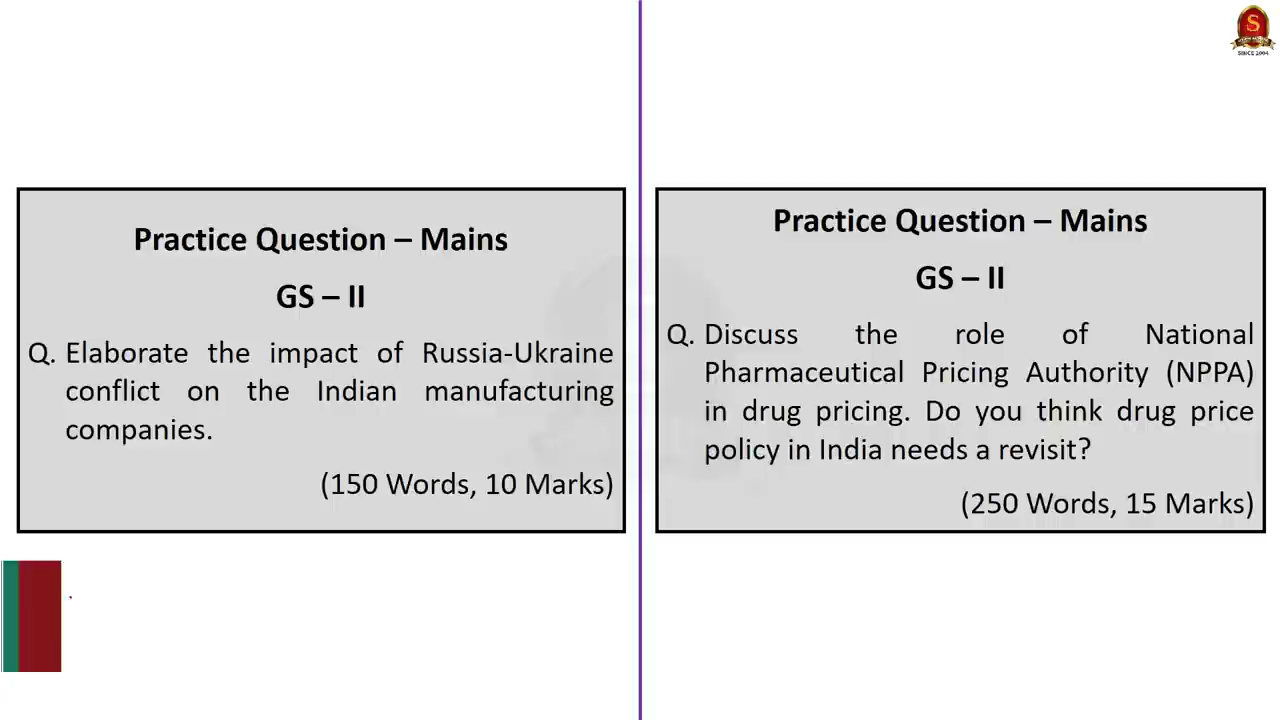 Practice Question – Mains
GS – II
Q. Elaborate the impact of Russia-Ukraine
conflict on the Indian manufacturing
companies.
(150 Words, 10 Marks)
Practice Question – Mains
GS – II
Q. Discuss the role of National
Pharmaceutical Pricing Authority (NPPA)
in drug pricing. Do you think drug price
policy in India needs a revisit?
(250 Words, 15 Marks)
S
SINCE 2004